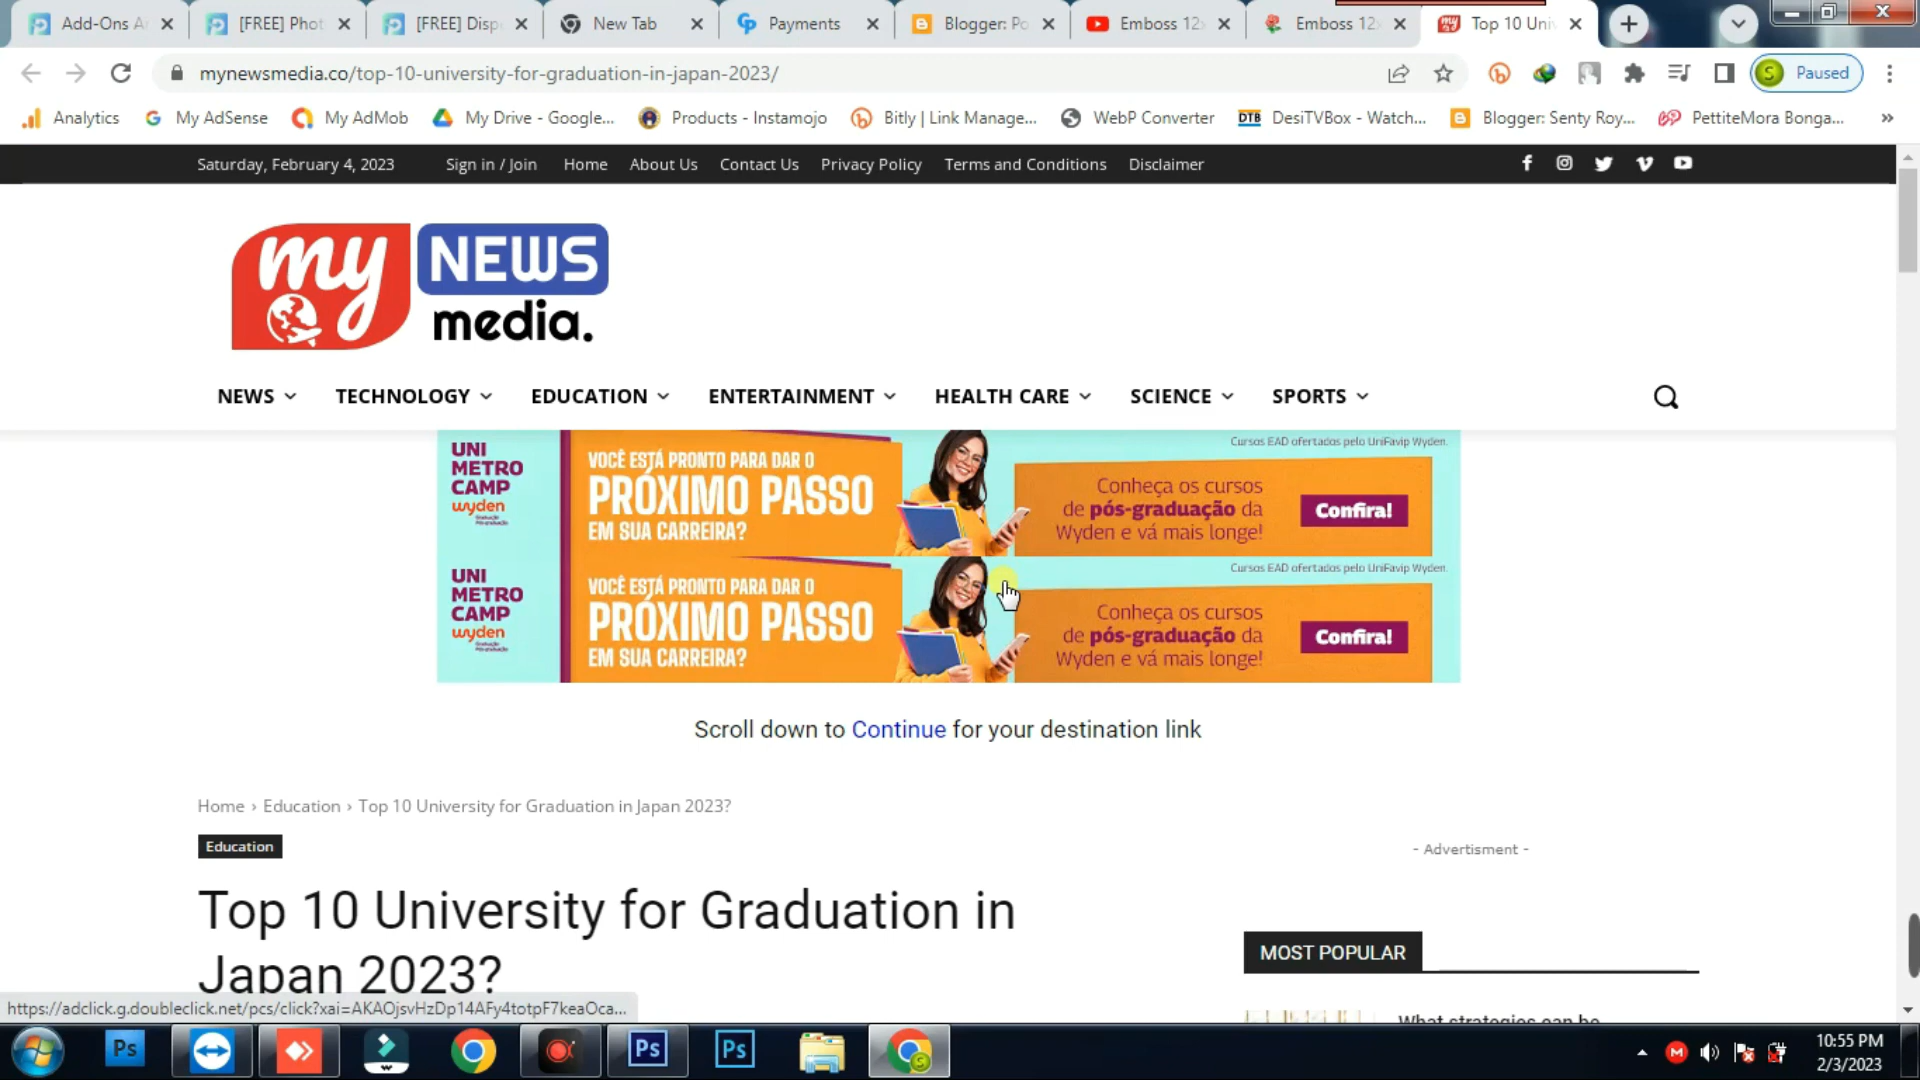 Add-Ons A
[FREE] Phot
[FREE] Disp
New Tab
Payments
Blogger: Po
Emboss 12
Emboss 12
Top 10 Uni
mynewsmedia.co/top-10-university-for-graduation-in-japan-2023/
S Paused
Analytics
My AdSense
My AdMob
My Drive - Google...
Products - Instamojo
Bitly | Link Manage...
WebP Converter
DTB DesiTVBox - Watch...
Blogger: Senty Roy...
PettiteMora Bonga...
Saturday, February 4, 2023 Sign in / Join Home About Us Contact Us Privacy Policy Terms and Conditions Disclaimer
my NEWS
media.
NEWS TECHNOLOGY EDUCATION ENTERTAINMENT HEALTH CARE SCIENCE SPORTS
Cursos EAD ofertados pelo UniFavip Wyden.
UNI
METRO
CAMP
wyden
VOCÊ ESTÁ PRONTO PARA DAR O
PRÓXIMO PASSO
EM SUA CARREIRA?
Conheça os cursos
de pós-graduação da
Wyden e vá mais longe!
Confira!
Cursos EAD ofertados pelo UniFavip Wyden.
UNI
METRO
CAMP
wyden
VOCÊ ESTÁ PRONTO PARA DAR O
PRÓXIMO PASSO
EM SUA CARREIRA?
Conheça os cursos
de pós-graduação da
Wyden e vá mais longe!
Confira!
Scroll down to Continue for your destination link
Home › Education › Top 10 University for Graduation in Japan 2023?
Education
- Advertisment -
Top 10 University for Graduation in
Japan 2023?
MOST POPULAR
What strategies can be
https://adclick.g.doubleclick.net/pcs/click?xai=AKAOjsvHzDp14AFy4totpF7keaOca...
Ps
Ps
Ps
10:55 PM
2/3/2023